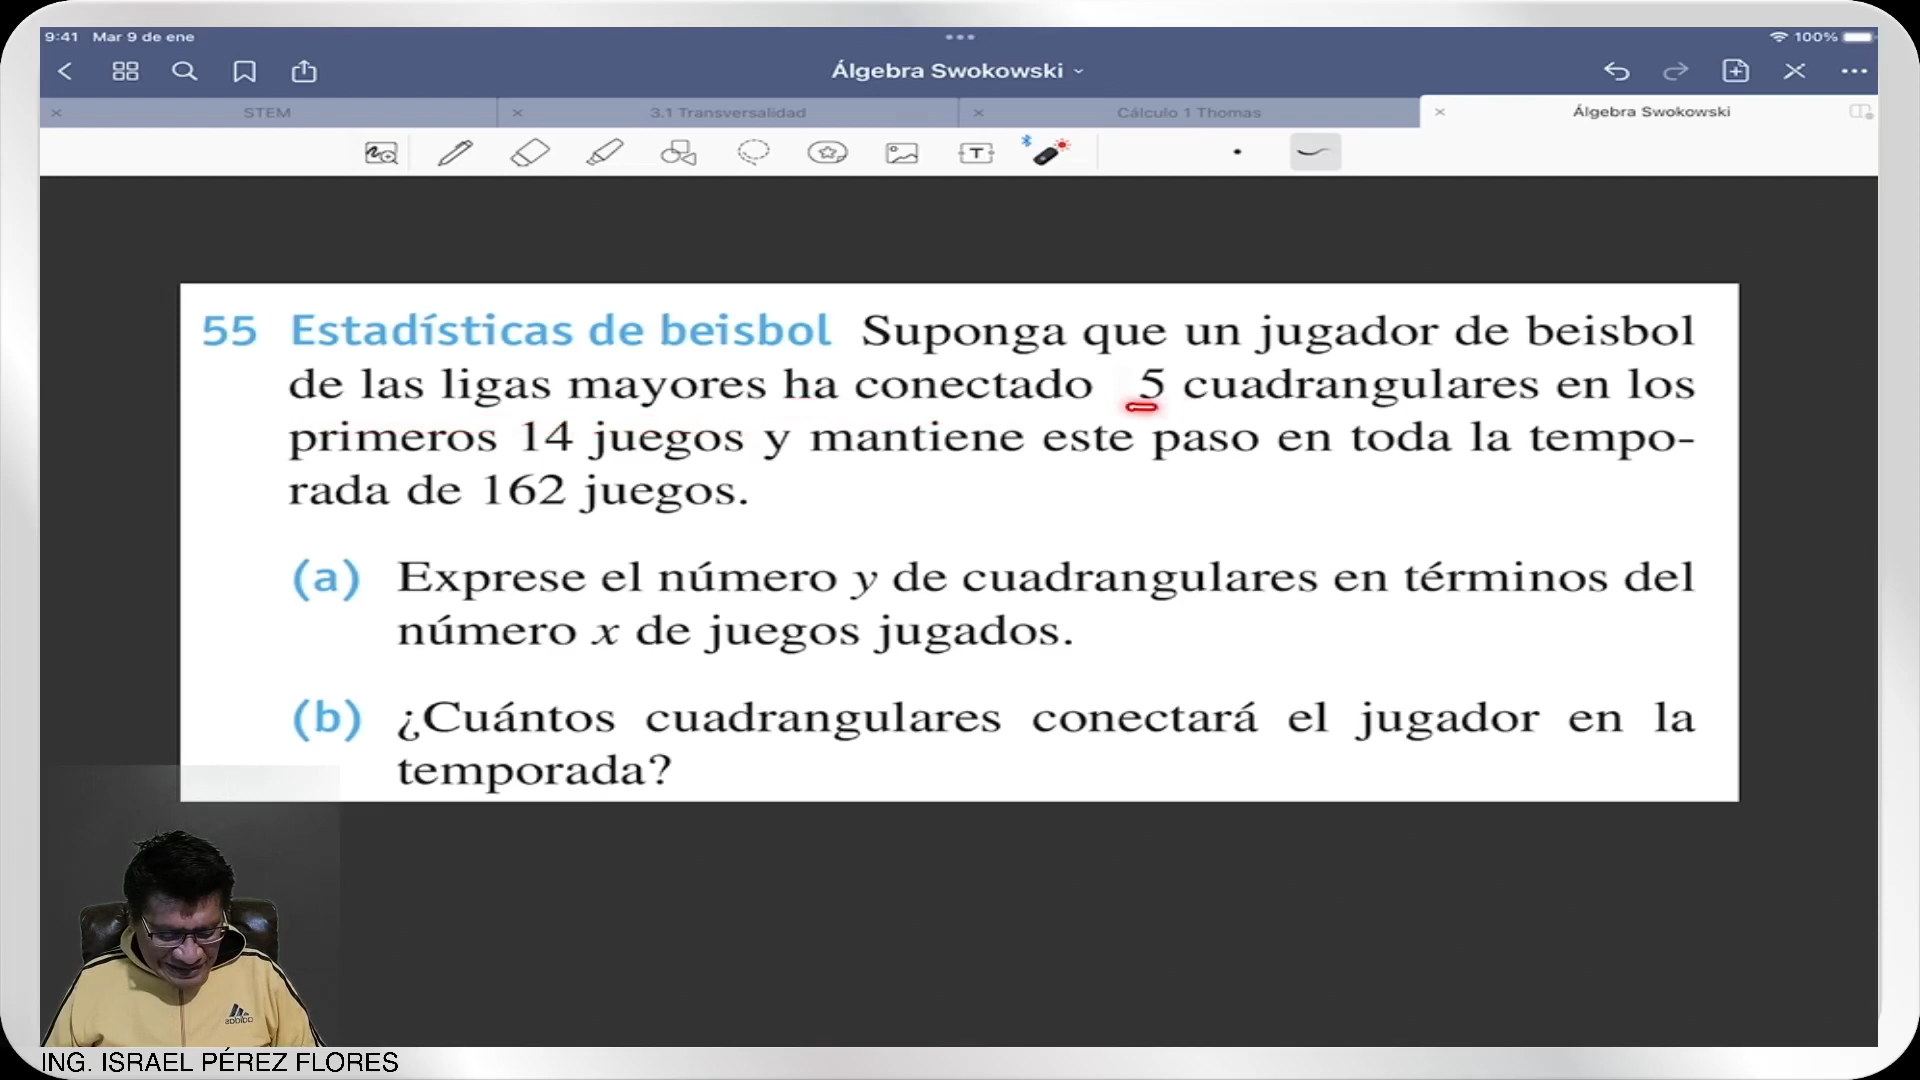 9:41 Mar 9 de ene
100%
Álgebra Swokowski
STEM
3.1 Transversalidad
Cálculo 1 Thomas
Álgebra Swokowski
T
55 Estadísticas de beisbol Suponga que un jugador de beisbol
de las ligas mayores ha conectado 5 cuadrangulares en los
primeros 14 juegos y mantiene este paso en toda la tempo-
rada de 162 juegos.
(a) Exprese el número y de cuadrangulares en términos del
número x de juegos jugados.
(b) ¿Cuántos cuadrangulares conectará el jugador en la
temporada?
adidas
ING. ISRAEL PÉREZ FLORES